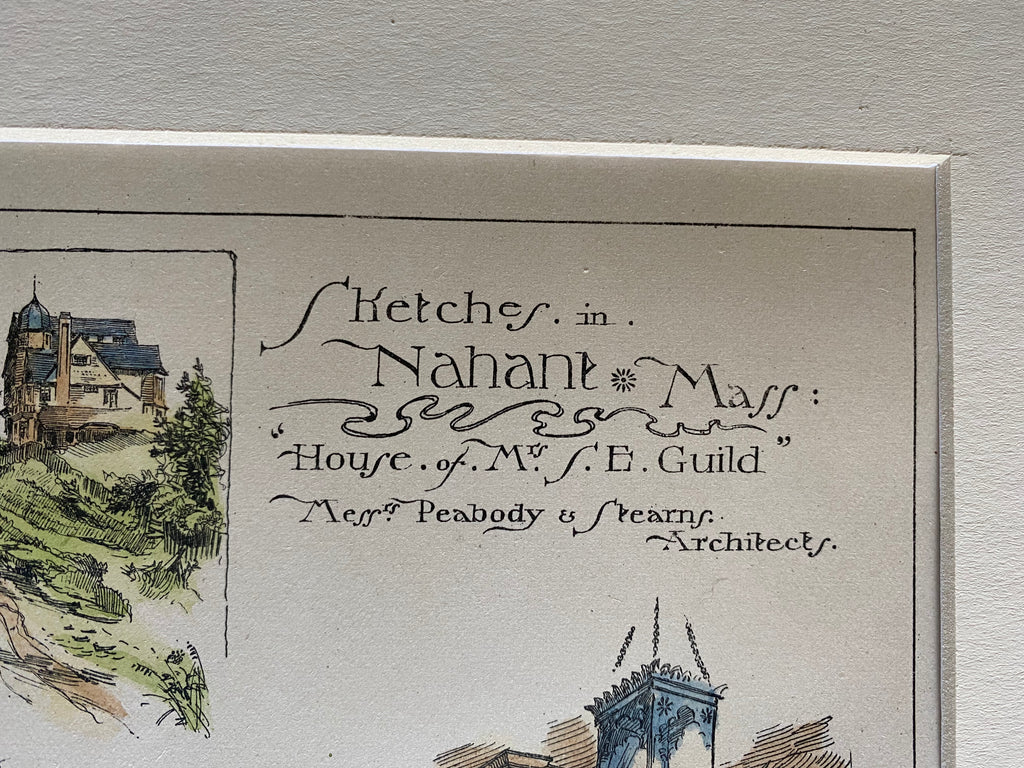 Sketches. in.
Nahant Mass:
"House. of. Mrs. S. E. Guild"
Messrs Peabody & Stearns.
Architects.